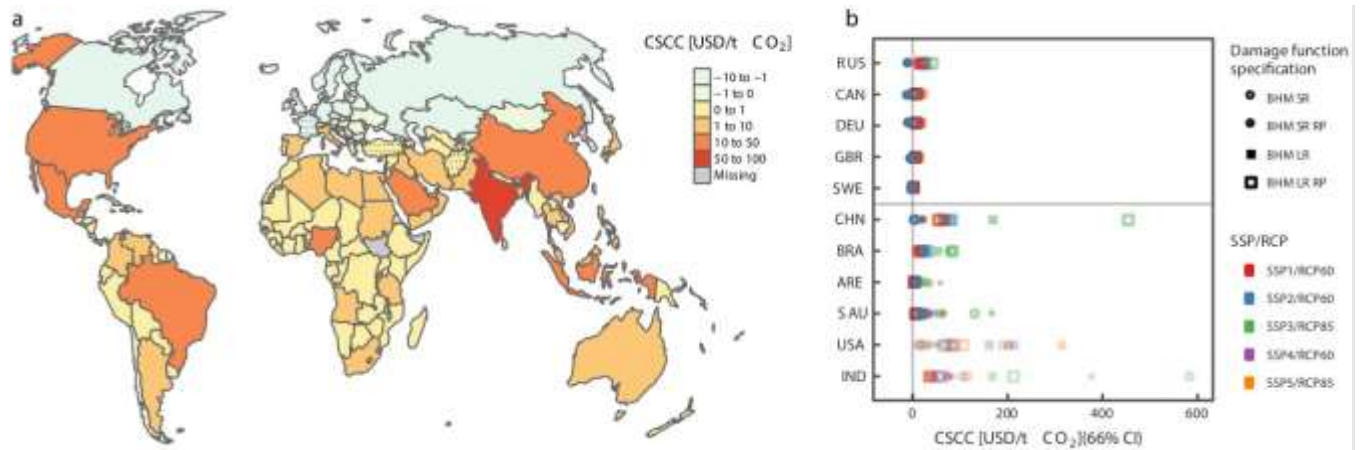 a
CSCC [USD/t CO₂]
−10 to −1
−1 to 0
0 to 1
1 to 10
10 to 50
50 to 100
Missing
b
RUS
CAN
DEU
GBR
SWE
CHN
BRA
ARE
SAU
USA
IND
0 200 400 600
CSCC [USD/t CO₂](66% CI)
Damage function
specification
BHM SR
BHM SR RP
BHM LR
BHM LR RP
SSP/RCP
SSP1/RCP60
SSP2/RCP60
SSP3/RCP85
SSP4/RCP60
SSP5/RCP85